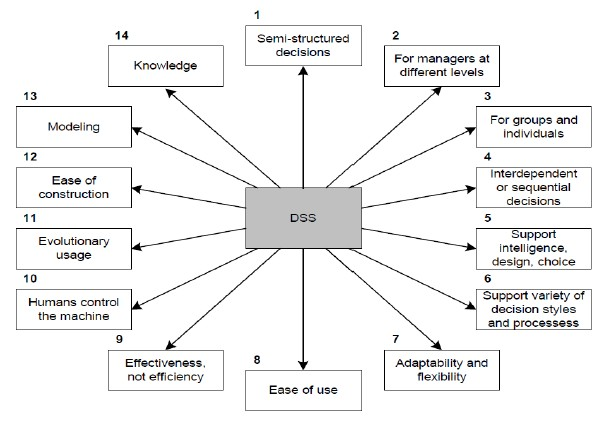 1
Semi-structured
decisions
2
For managers at
different levels
3
For groups and
individuals
4
Interdependent
or sequential
decisions
5
Support
intelligence,
design, choice
6
Support variety of
decision styles
and processess
7
Adaptability and
flexibility
8
Ease of use
9
Effectiveness,
not efficiency
10
Humans control
the machine
11
Evolutionary
usage
12
Ease of
construction
13
Modeling
14
Knowledge
DSS